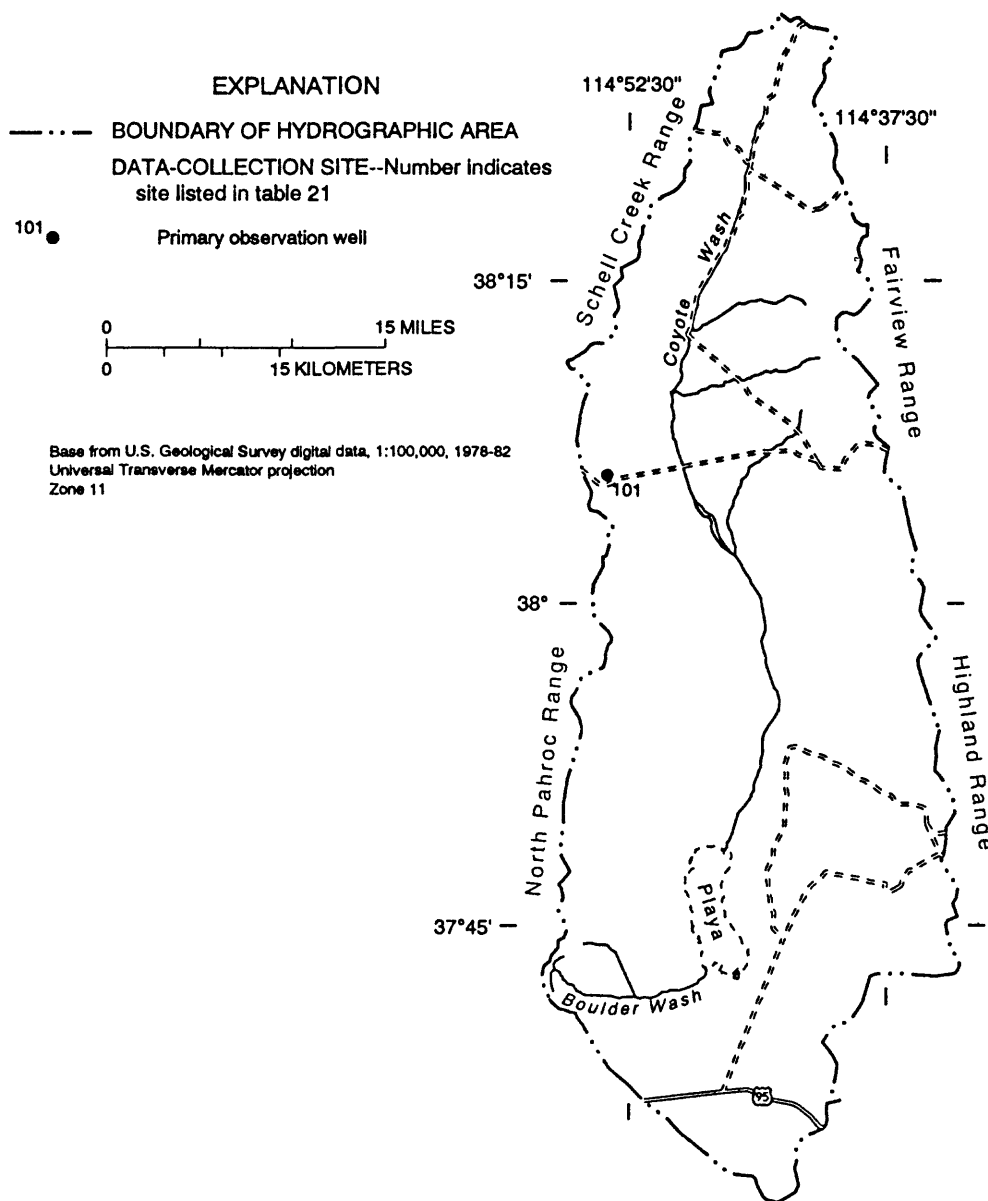 EXPLANATION
BOUNDARY OF HYDROGRAPHIC AREA
DATA-COLLECTION SITE--Number indicates
site listed in table 21
101
Primary observation well
0 15 MILES
0 15 KILOMETERS
Base from U.S. Geological Survey digital data, 1:100,000, 1978-82
Universal Transverse Mercator projection
Zone 11
114°52'30"
114°37'30"
Schell Creek Range
Coyote Wash
38°15'
Fairview Range
101
38°
North Pahroc Range
Highland Range
Playa
37°45'
Boulder Wash
95